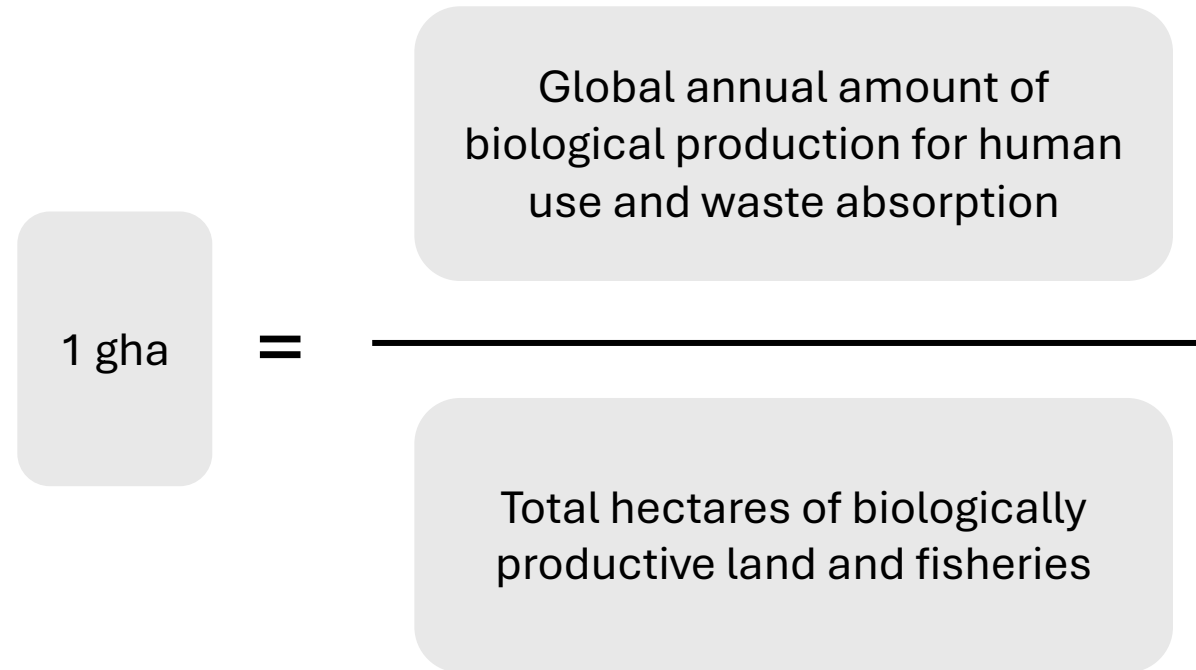 Global annual amount of
biological production for human
use and waste absorption
1 gha
=
Total hectares of biologically
productive land and fisheries